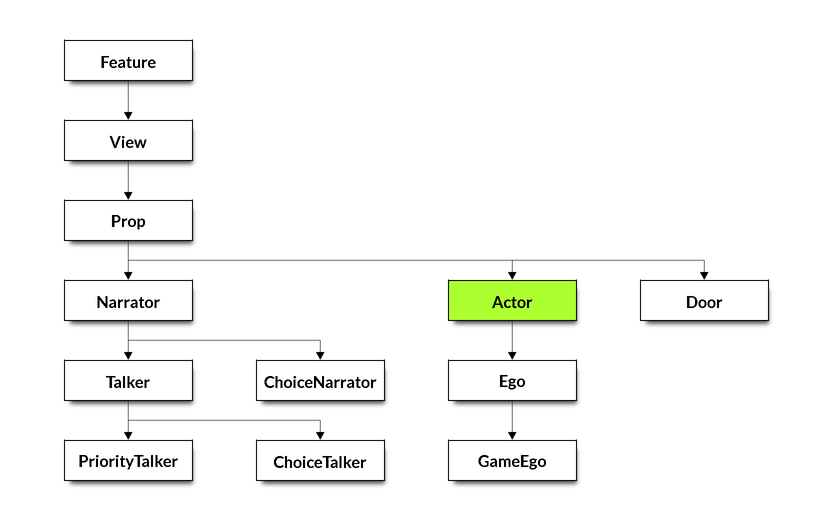 Feature
View
Prop
Narrator
Actor
Door
Talker
ChoiceNarrator
Ego
PriorityTalker
ChoiceTalker
GameEgo